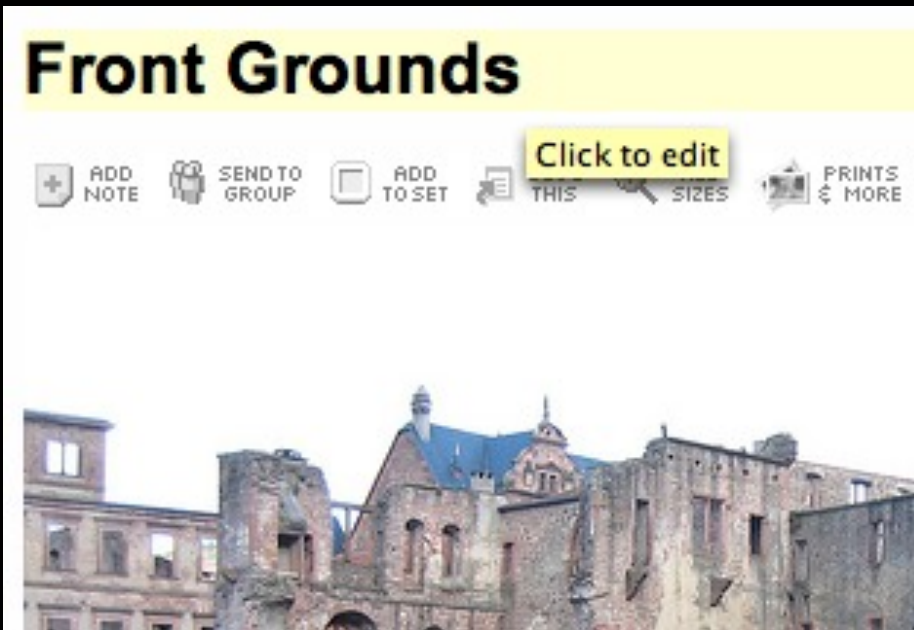 Front Grounds
Click to edit
ADD
NOTE
SEND TO
GROUP
ADD
TO SET
THIS
SIZES
PRINTS
& MORE